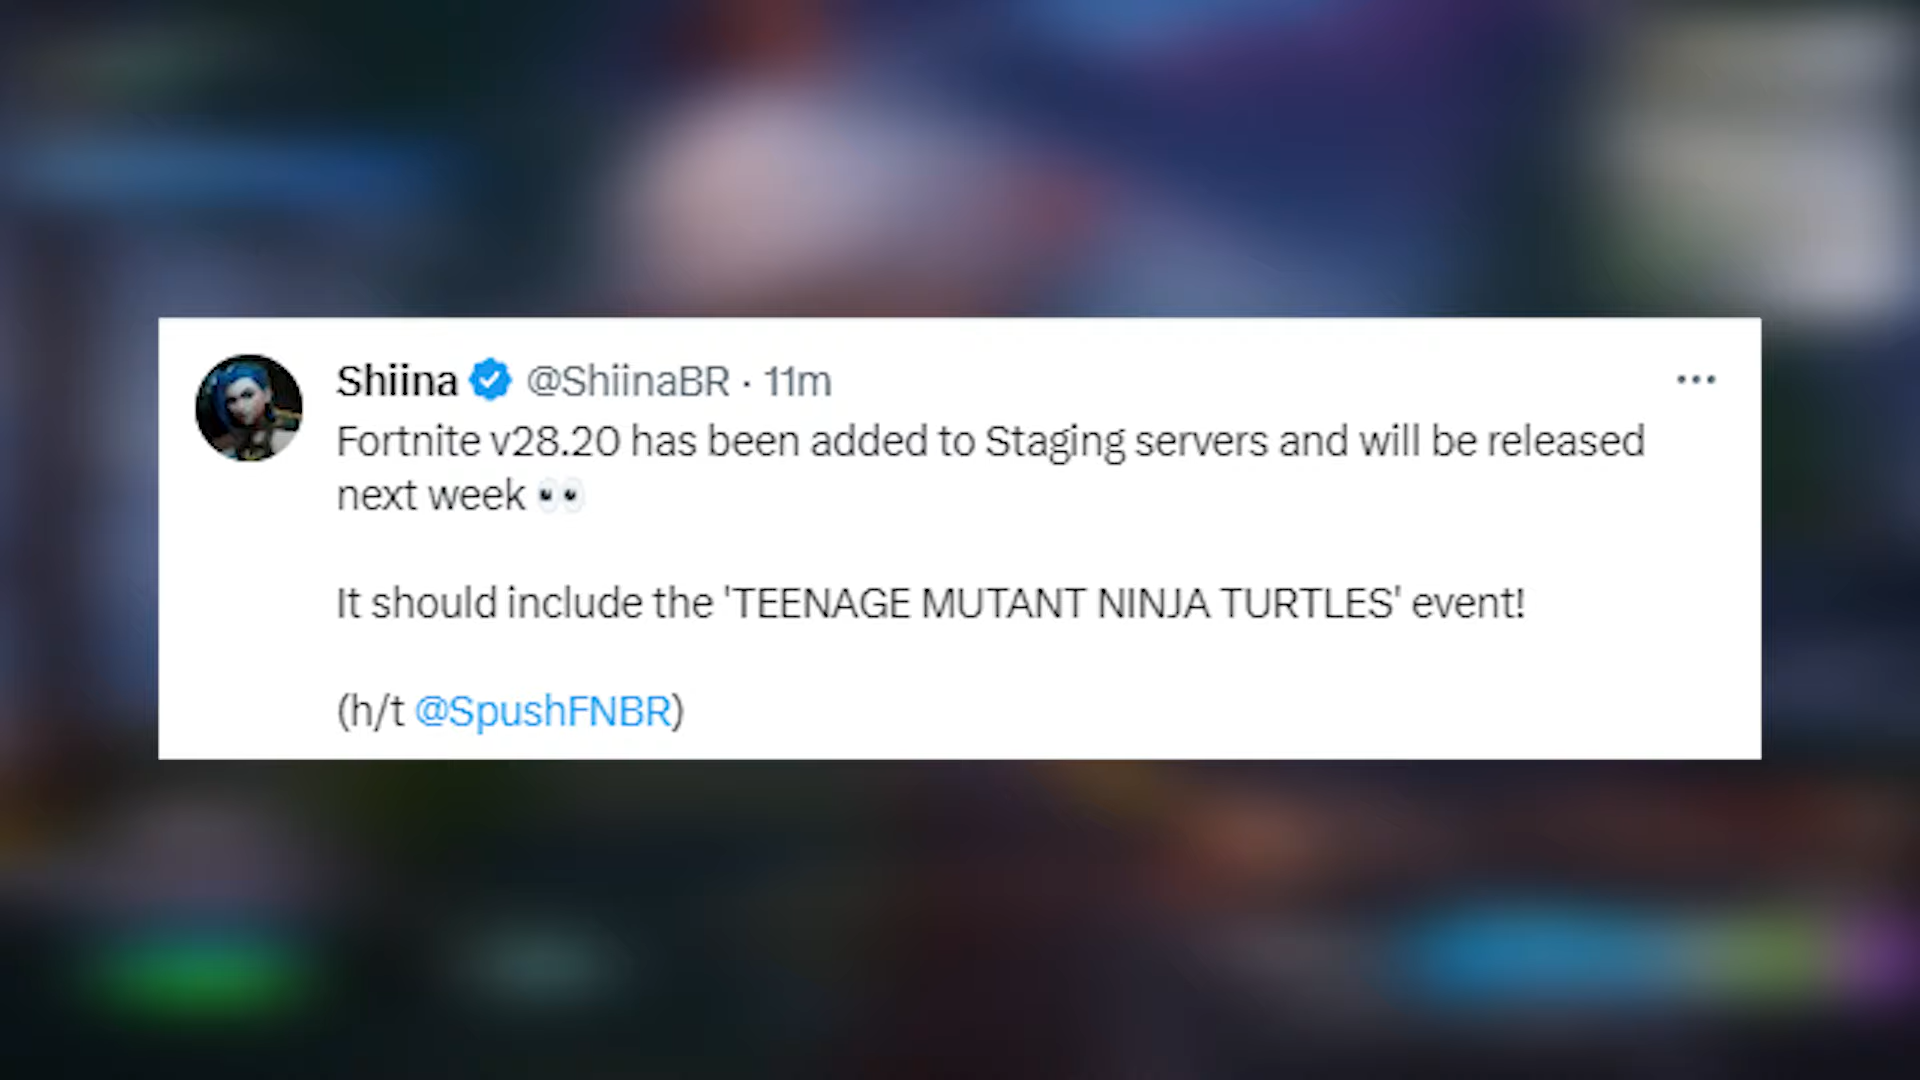 Shiina @ShiinaBR · 11m
Fortnite v28.20 has been added to Staging servers and will be released
next week 👀
It should include the 'TEENAGE MUTANT NINJA TURTLES' event!
(h/t @SpushFNBR)